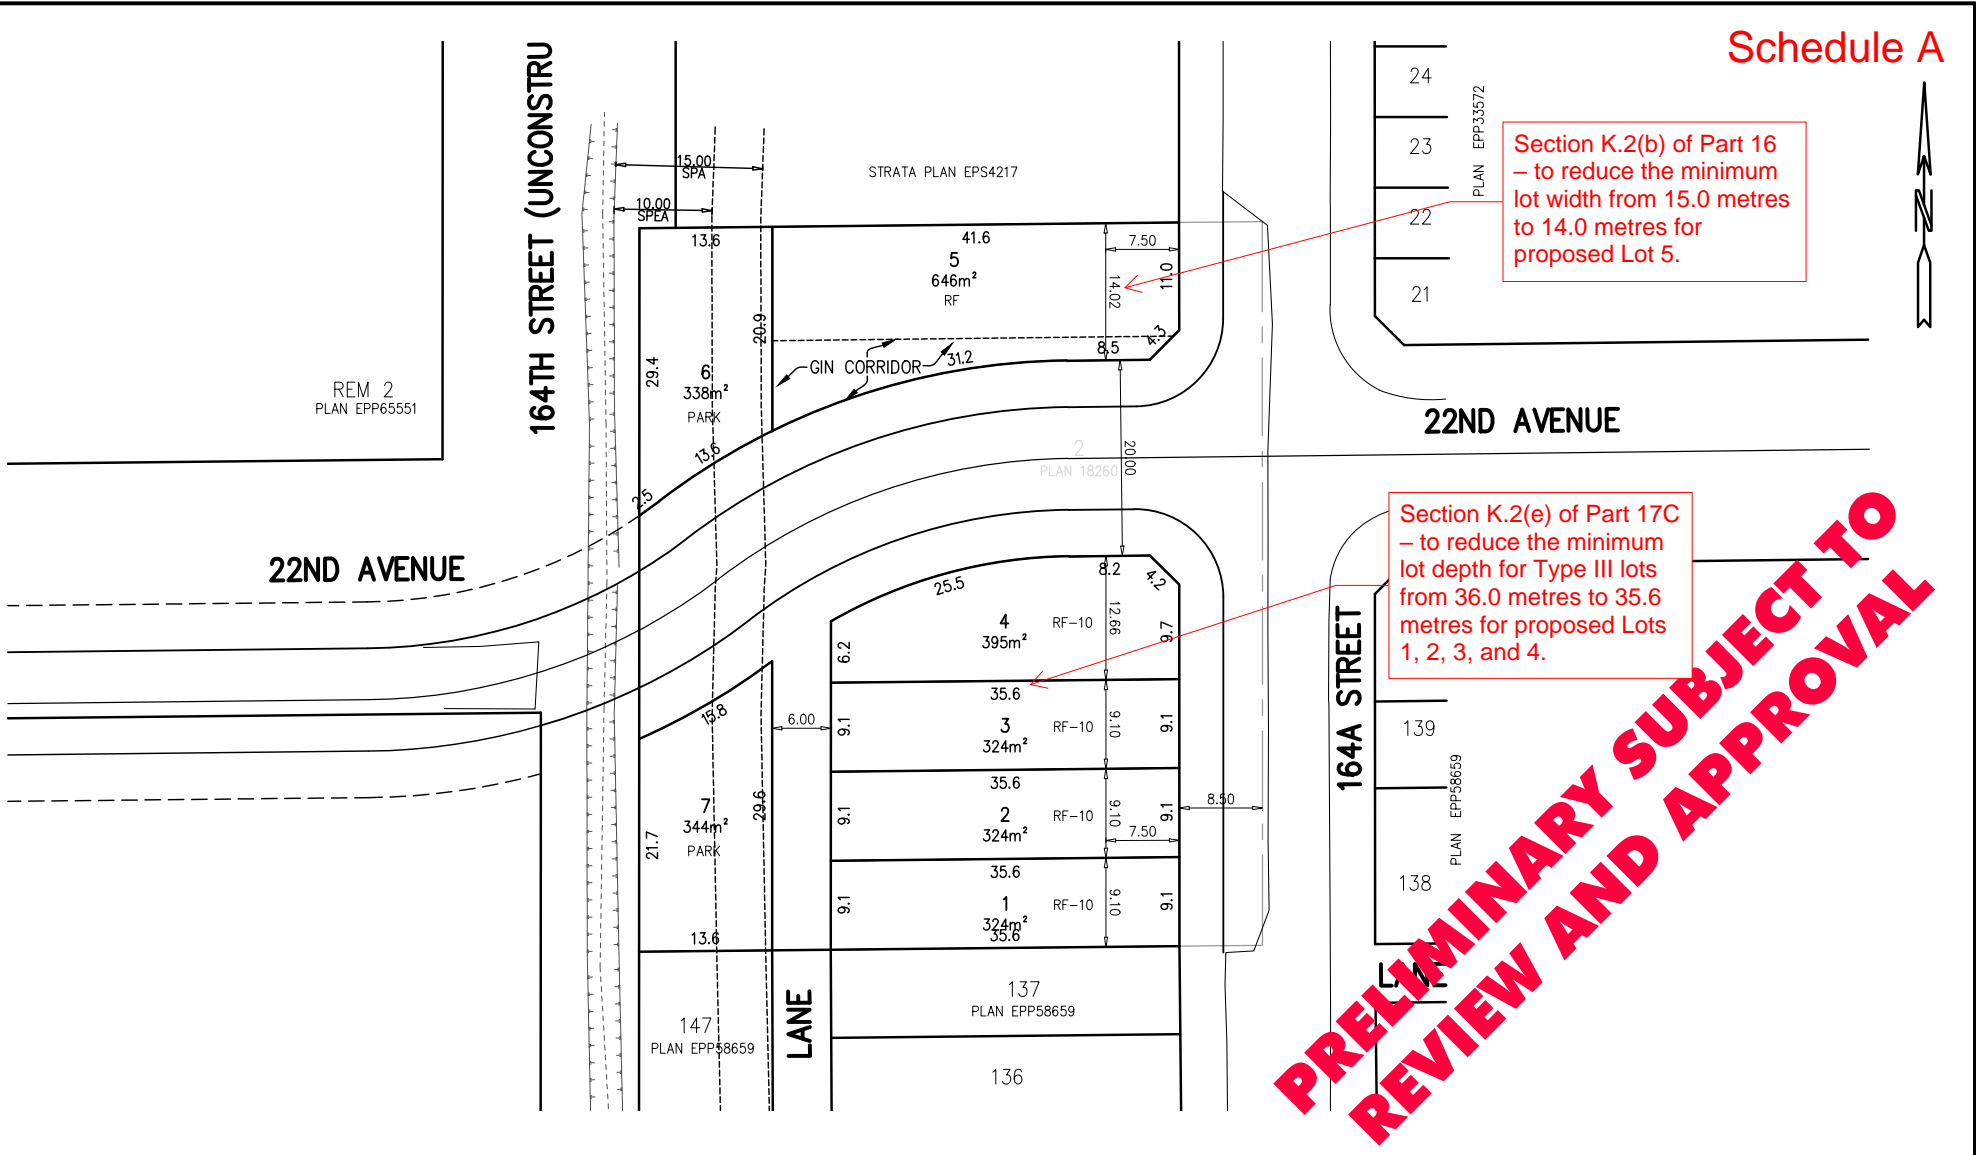 Schedule A
164TH STREET (UNCONSTRU
24
23
22
21
PLAN EPP33572
Section K.2(b) of Part 16
– to reduce the minimum
lot width from 15.0 metres
to 14.0 metres for
proposed Lot 5.
N
15.00
SPA
10.00
SPEA
STRATA PLAN EPS4217
13.6
41.6
7.50
5
646m²
RF
14.02
11.0
20.9
29.4
4.3
8.5
31.2
GIN CORRIDOR
6
338m²
PARK
13.6
2.5
REM 2
PLAN EPP65551
22ND AVENUE
2
PLAN 18260
20.00
22ND AVENUE
Section K.2(e) of Part 17C
– to reduce the minimum
lot depth for Type III lots
from 36.0 metres to 35.6
metres for proposed Lots
1, 2, 3, and 4.
25.5
8.2
4.2
4
395m²
RF-10
12.66
9.7
6.2
35.6
3
324m²
RF-10
9.10
9.1
9.1
35.6
2
324m²
RF-10
9.10
7.50
9.1
9.1
35.6
1
324m²
35.6
RF-10
9.10
9.1
9.1
15.8
6.00
8.50
7
344m²
PARK
21.7
29.6
13.6
164A STREET
139
138
PLAN EPP58659
LANE
147
PLAN EPP58659
LANE
137
PLAN EPP58659
136
PRELIMINARY SUBJECT TO
REVIEW AND APPROVAL